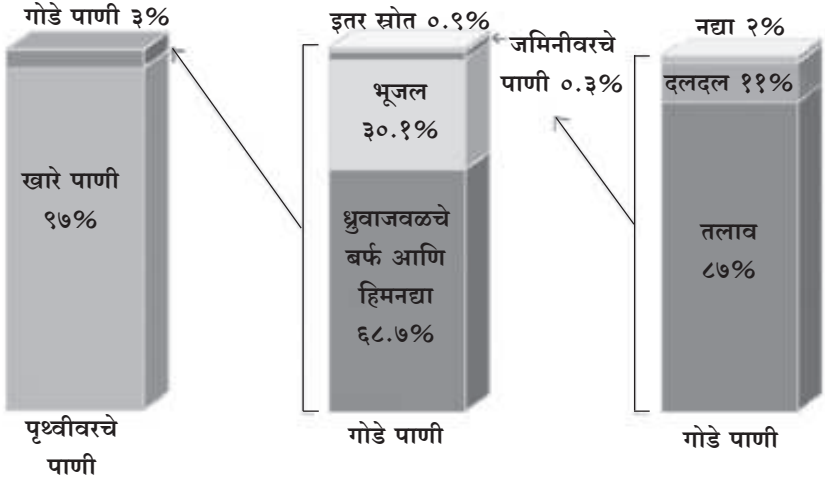 गोडे पाणी ३%
खारे पाणी
९७%
पृथ्वीवरचे
पाणी
इतर स्रोत ०.९%
भूजल
३०.१%
ध्रुवाजवळचे
बर्फ आणि
हिमनद्या
६८.७%
गोडे पाणी
जमिनीवरचे
पाणी ०.३%
नद्या २%
दलदल ११%
तलाव
८७%
गोडे पाणी